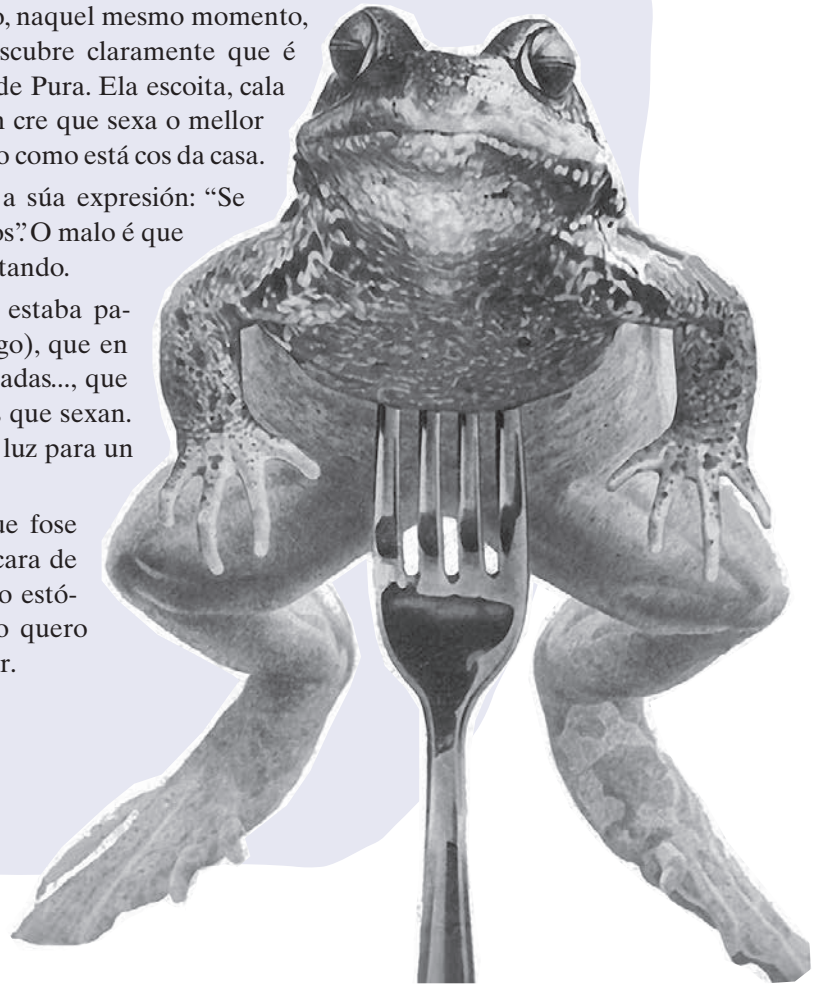 o, naquel mesmo momento,
scubre claramente que é
de Pura. Ela escoita, cala
n cre que sexa o mellor
o como está cos da casa.
a súa expresión: “Se
os”. O malo é que
tando.
estaba pa-
go), que en
adas..., que
s que sexan.
luz para un
ue fose
cara de
o estó-
o quero
r.